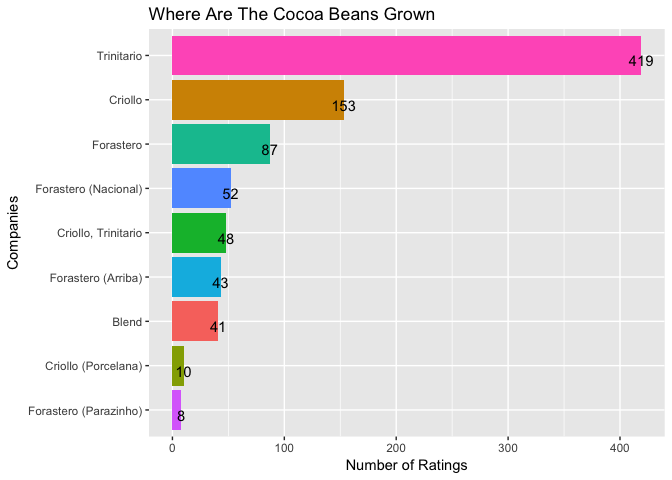 Where Are The Cocoa Beans Grown
Companies
Trinitario 419
Criollo 153
Forastero 87
Forastero (Nacional) 52
Criollo, Trinitario 48
Forastero (Arriba) 43
Blend 41
Criollo (Porcelana) 10
Forastero (Parazinho) 8
0 100 200 300 400
Number of Ratings